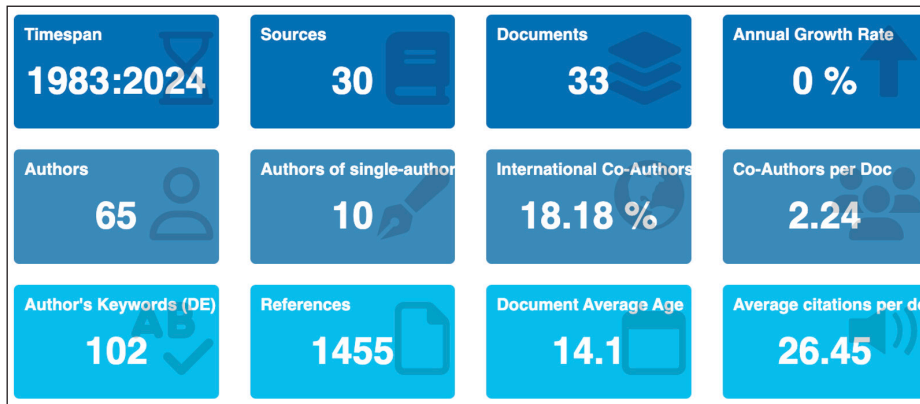 Timespan
1983:2024
Sources
30
Documents
33
Annual Growth Rate
0 %
Authors
65
Authors of single-author
10
International Co-Authors
18.18 %
Co-Authors per Doc
2.24
Author's Keywords (DE)
102
AB
References
1455
Document Average Age
14.1
Average citations per do
26.45